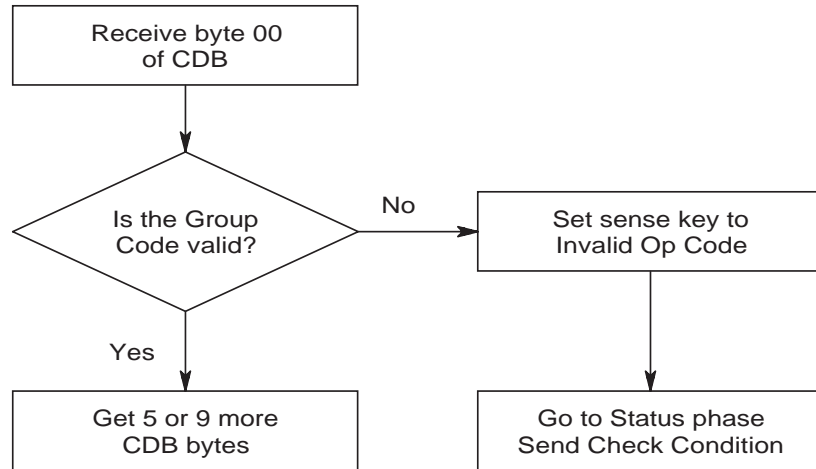 Receive byte 00
of CDB
Is the Group
Code valid?
No
Set sense key to
Invalid Op Code
Yes
Get 5 or 9 more
CDB bytes
Go to Status phase
Send Check Condition